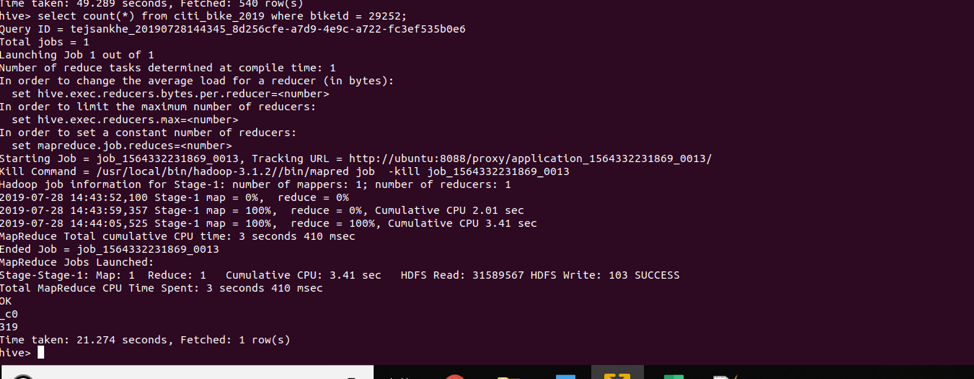 Time taken: 49.289 seconds, Fetched: 540 row(s)
hive> select count(*) from citi_bike_2019 where bikeid = 29252;
Query ID = tejsankhe_20190728144345_8d256cfe-a7d9-4e9c-a722-fc3ef535b0e6
Total jobs = 1
Launching Job 1 out of 1
Number of reduce tasks determined at compile time: 1
In order to change the average load for a reducer (in bytes):
  set hive.exec.reducers.bytes.per.reducer=<number>
In order to limit the maximum number of reducers:
  set hive.exec.reducers.max=<number>
In order to set a constant number of reducers:
  set mapreduce.job.reduces=<number>
Starting Job = job_1564332231869_0013, Tracking URL = http://ubuntu:8088/proxy/application_1564332231869_0013/
Kill Command = /usr/local/bin/hadoop-3.1.2//bin/mapred job  -kill job_1564332231869_0013
Hadoop job information for Stage-1: number of mappers: 1; number of reducers: 1
2019-07-28 14:43:52,100 Stage-1 map = 0%,  reduce = 0%
2019-07-28 14:43:59,357 Stage-1 map = 100%,  reduce = 0%, Cumulative CPU 2.01 sec
2019-07-28 14:44:05,525 Stage-1 map = 100%,  reduce = 100%, Cumulative CPU 3.41 sec
MapReduce Total cumulative CPU time: 3 seconds 410 msec
Ended Job = job_1564332231869_0013
MapReduce Jobs Launched:
Stage-Stage-1: Map: 1  Reduce: 1   Cumulative CPU: 3.41 sec   HDFS Read: 31589567 HDFS Write: 103 SUCCESS
Total MapReduce CPU Time Spent: 3 seconds 410 msec
OK
_c0
319
Time taken: 21.274 seconds, Fetched: 1 row(s)
hive>